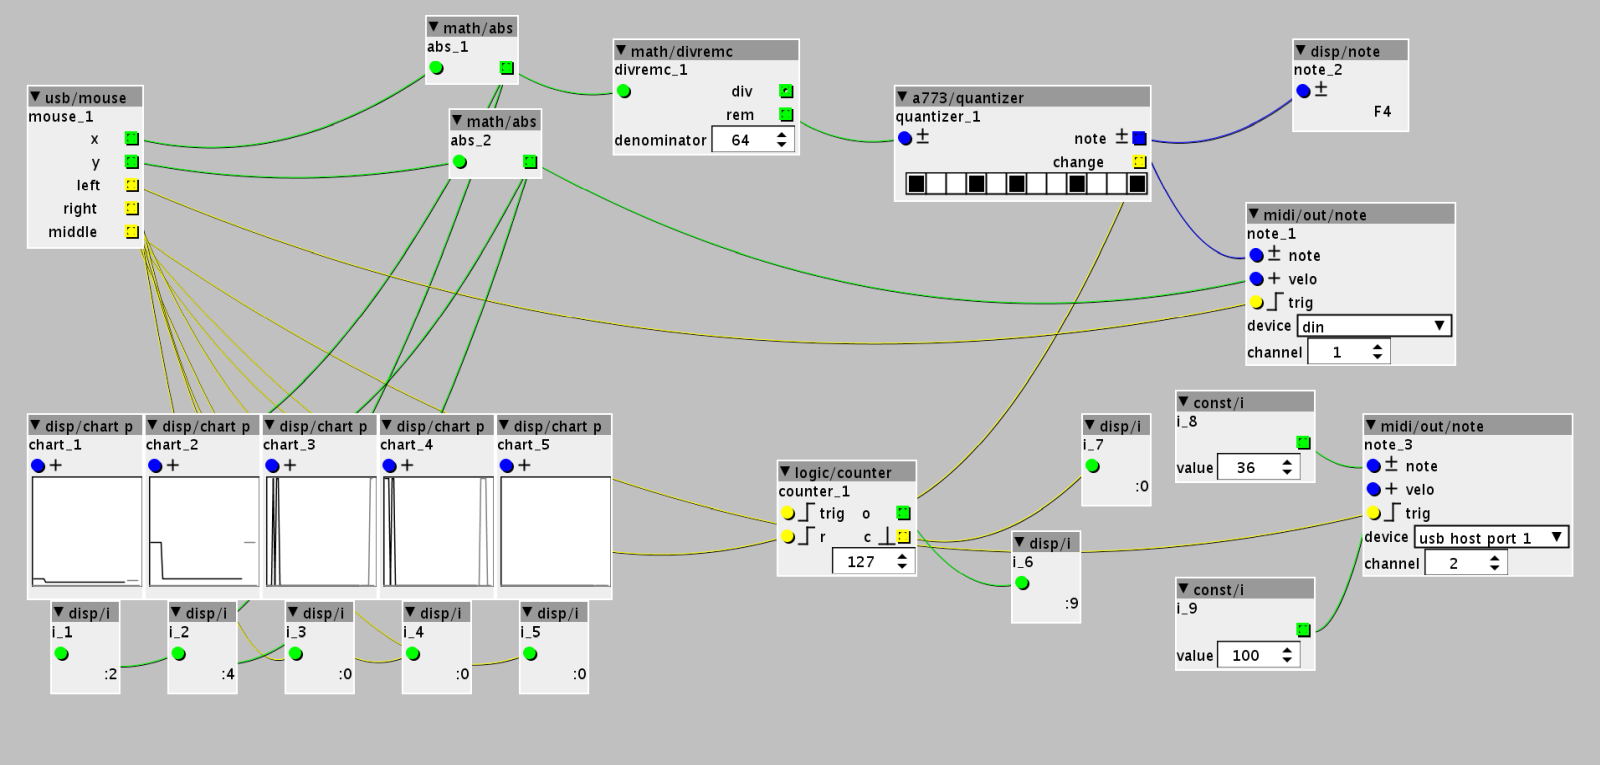 ▼ math/abs
abs_1
▼ math/divremc
divremc_1
div
rem
denominator 64
▼ disp/note
note_2
±
F4
▼ usb/mouse
mouse_1
x
y
left
right
middle
▼ math/abs
abs_2
▼ a773/quantizer
quantizer_1
± note ±
change
▼ midi/out/note
note_1
± note
+ velo
trig
device din ▼
channel 1
▼ disp/chart p
chart_1
+
▼ disp/chart p
chart_2
+
▼ disp/chart p
chart_3
+
▼ disp/chart p
chart_4
+
▼ disp/chart p
chart_5
+
▼ logic/counter
counter_1
trig o
r c
127
▼ disp/i
i_7
:0
▼ const/i
i_8
value 36
▼ midi/out/note
note_3
± note
+ velo
trig
device usb host port 1 ▼
channel 2
▼ disp/i
i_6
:9
▼ const/i
i_9
value 100
▼ disp/i
i_1
:2
▼ disp/i
i_2
:4
▼ disp/i
i_3
:0
▼ disp/i
i_4
:0
▼ disp/i
i_5
:0